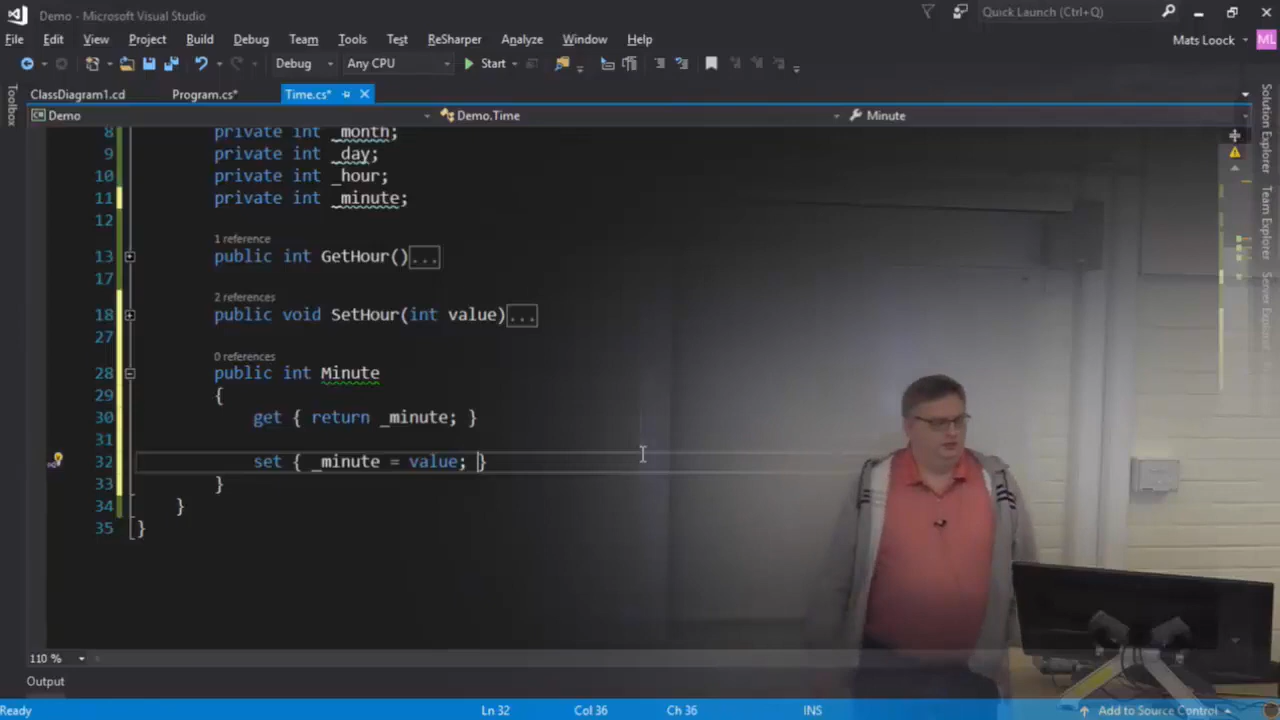 Demo - Microsoft Visual Studio
Quick Launch (Ctrl+Q)
File Edit View Project Build Debug Team Tools Test ReSharper Analyze Window Help
Mats Loock
ML
Debug Any CPU Start
ClassDiagram1.cd Program.cs* Time.cs*
Toolbox
Demo Demo.Time Minute
8 private int _month;
9 private int _day;
10 private int _hour;
11 private int _minute;
12
1 reference
13 public int GetHour()...
17
2 references
18 public void SetHour(int value)...
27
0 references
28 public int Minute
29 {
30 get { return _minute; }
31
32 set { _minute = value; }
33 }
34 }
35 }
Solution Explorer
Team Explorer
Server Explorer
110 %
Output
Ready Ln 32 Col 36 Ch 36 INS Add to Source Control